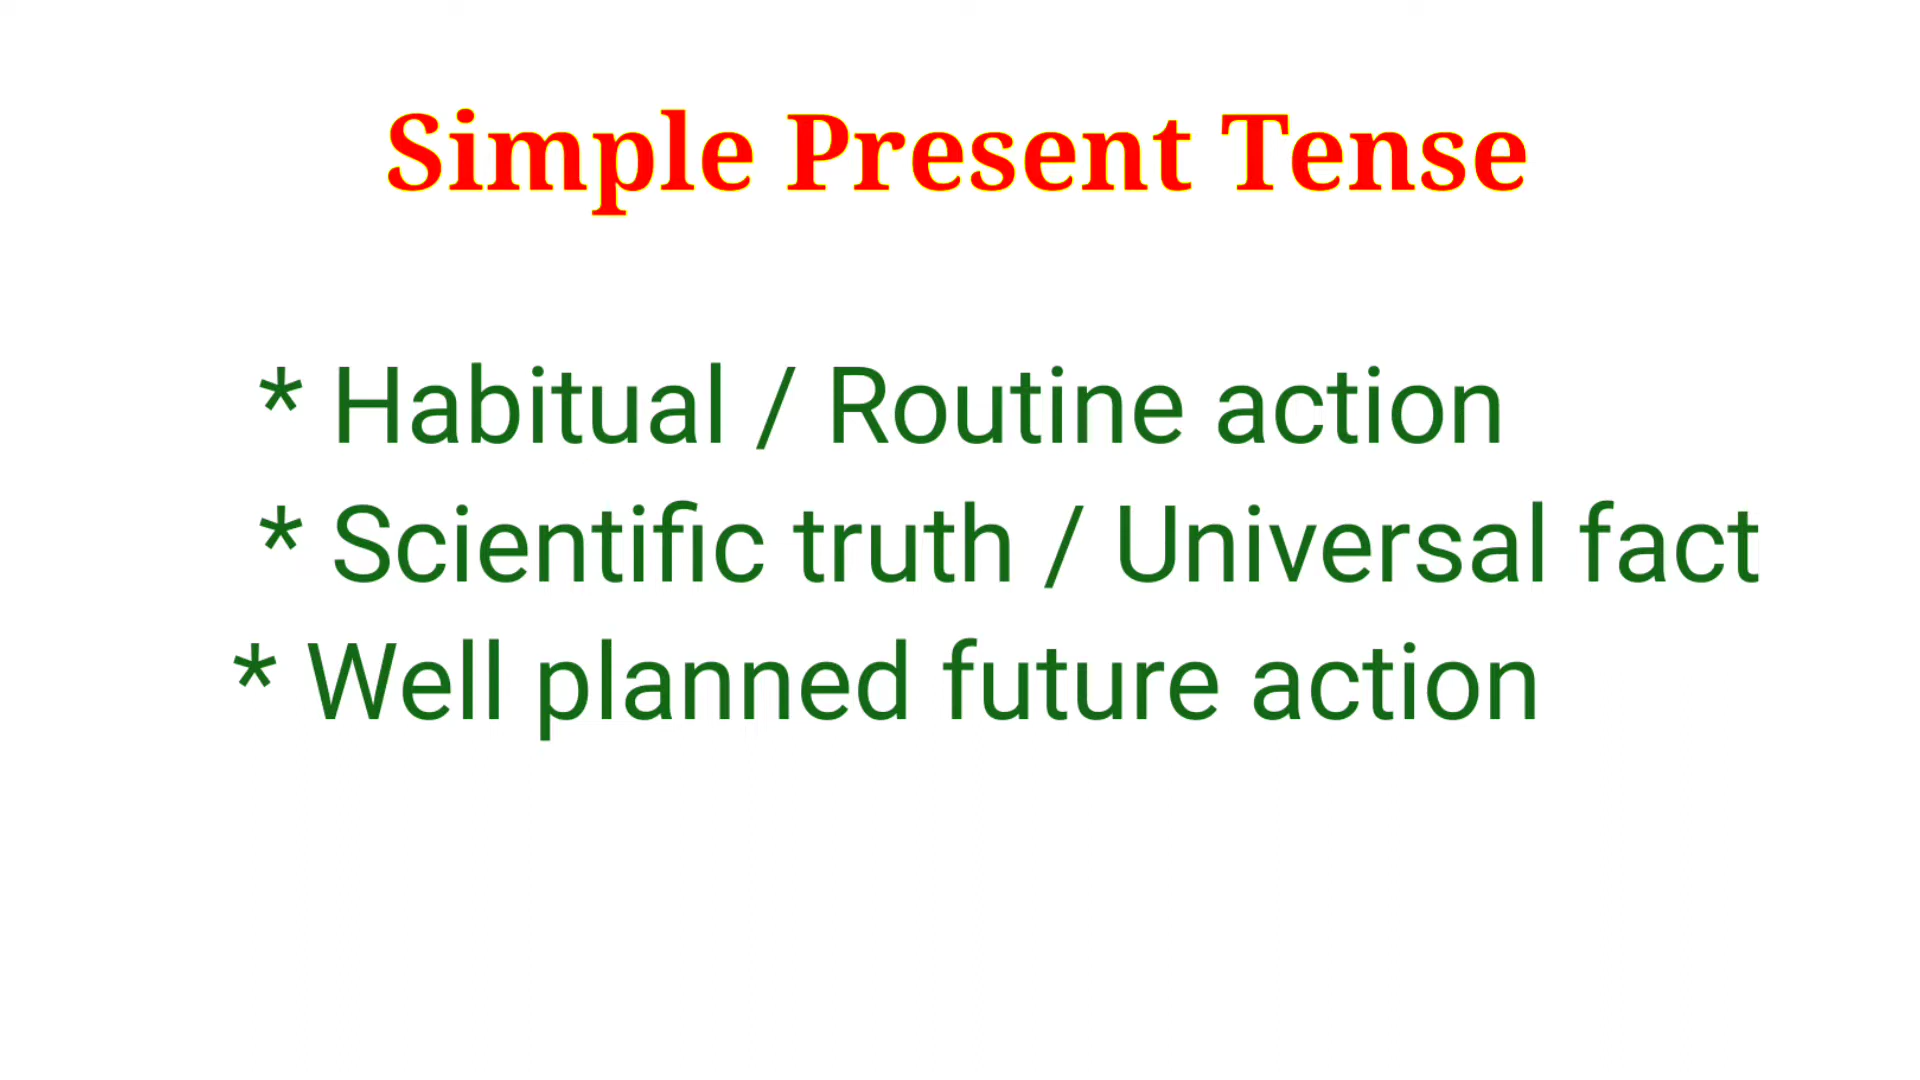 Simple Present Tense
* Habitual / Routine action
* Scientific truth / Universal fact
* Well planned future action